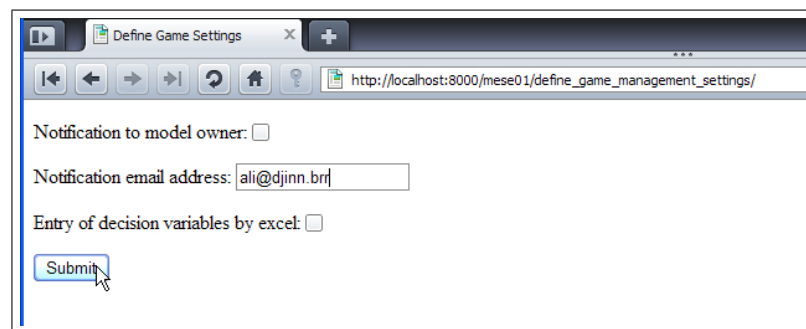 Define Game Settings
http://localhost:8000/mese01/define_game_management_settings/
Notification to model owner:
Notification email address: ali@djinn.brr
Entry of decision variables by excel:
Submit